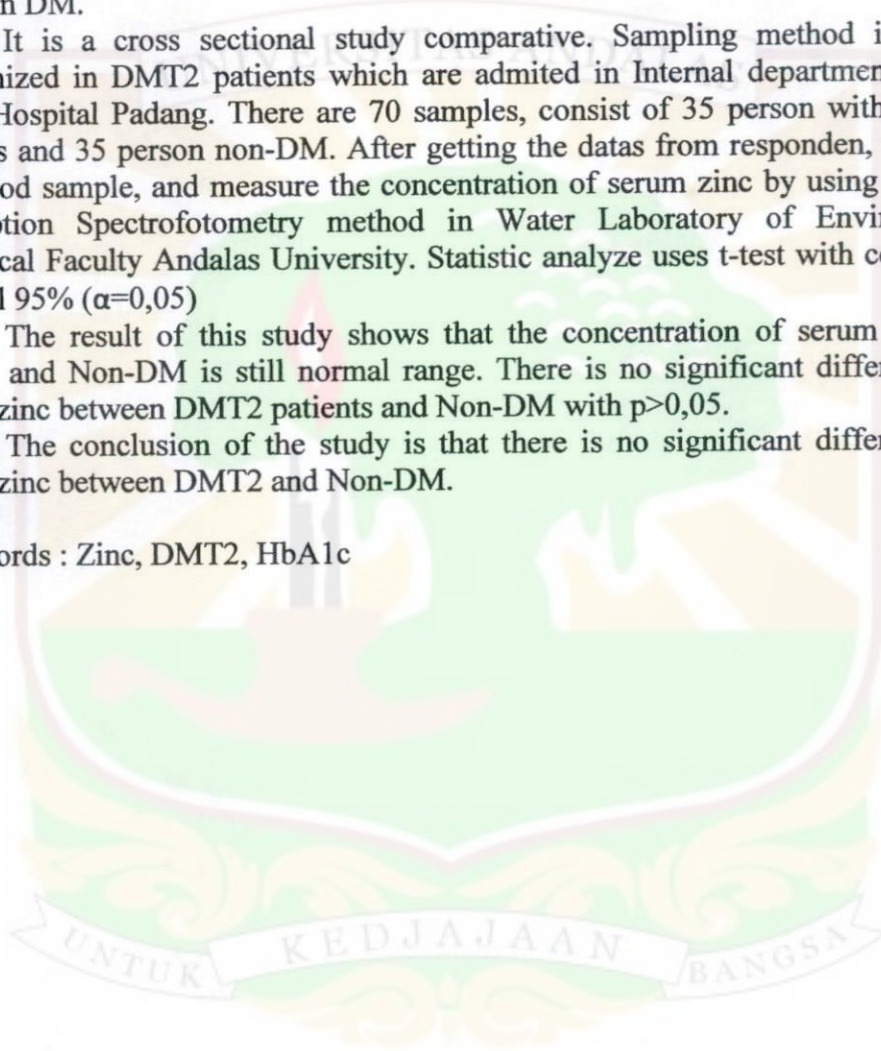 n DM.
It is a cross sectional study comparative. Sampling method i
nized in DMT2 patients which are admited in Internal departmen
Hospital Padang. There are 70 samples, consist of 35 person with
s and 35 person non-DM. After getting the datas from responden,
od sample, and measure the concentration of serum zinc by using
tion Spectrofotometry method in Water Laboratory of Envi
cal Faculty Andalas University. Statistic analyze uses t-test with c
l 95% (α=0,05)
The result of this study shows that the concentration of serum
and Non-DM is still normal range. There is no significant diffe
zinc between DMT2 patients and Non-DM with p>0,05.
The conclusion of the study is that there is no significant differ
zinc between DMT2 and Non-DM.
ords : Zinc, DMT2, HbA1c
UNTUK KEDJAJAAN BANGSA